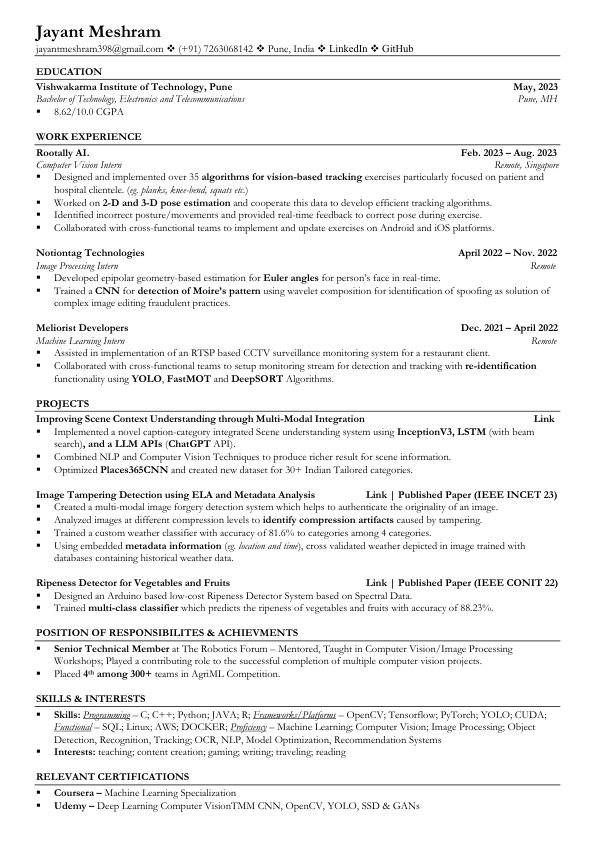 Jayant Meshram
jayantmeshram398@gmail.com ❖ (+91) 7263068142 ❖ Pune, India ❖ LinkedIn ❖ GitHub
EDUCATION
Vishwakarma Institute of Technology, Pune May, 2023
Bachelor of Technology, Electronics and Telecommunications Pune, MH
▪ 8.62/10.0 CGPA
WORK EXPERIENCE
Rootally AI. Feb. 2023 – Aug. 2023
Computer Vision Intern Remote, Singapore
▪ Designed and implemented over 35 algorithms for vision-based tracking exercises particularly focused on patient and
hospital clientele. (eg. planks, knee-bend, squats etc.)
▪ Worked on 2-D and 3-D pose estimation and cooperate this data to develop efficient tracking algorithms.
▪ Identified incorrect posture/movements and provided real-time feedback to correct pose during exercise.
▪ Collaborated with cross-functional teams to implement and update exercises on Android and iOS platforms.
Notiontag Technologies April 2022 – Nov. 2022
Image Processing Intern Remote
▪ Developed epipolar geometry-based estimation for Euler angles for person's face in real-time.
▪ Trained a CNN for detection of Moire's pattern using wavelet composition for identification of spoofing as solution of
complex image editing fraudulent practices.
Meliorist Developers Dec. 2021 – April 2022
Machine Learning Intern Remote
▪ Assisted in implementation of an RTSP based CCTV surveillance monitoring system for a restaurant client.
▪ Collaborated with cross-functional teams to setup monitoring stream for detection and tracking with re-identification
functionality using YOLO, FastMOT and DeepSORT Algorithms.
PROJECTS
Improving Scene Context Understanding through Multi-Modal Integration Link
▪ Implemented a novel caption-category integrated Scene understanding system using InceptionV3, LSTM (with beam
search), and a LLM APIs (ChatGPT API).
▪ Combined NLP and Computer Vision Techniques to produce richer result for scene information.
▪ Optimized Places365CNN and created new dataset for 30+ Indian Tailored categories.
Image Tampering Detection using ELA and Metadata Analysis Link | Published Paper (IEEE INCET 23)
▪ Created a multi-modal image forgery detection system which helps to authenticate the originality of an image.
▪ Analyzed images at different compression levels to identify compression artifacts caused by tampering.
▪ Trained a custom weather classifier with accuracy of 81.6% to categories among 4 categories.
▪ Using embedded metadata information (eg. location and time), cross validated weather depicted in image trained with
databases containing historical weather data.
Ripeness Detector for Vegetables and Fruits Link | Published Paper (IEEE CONIT 22)
▪ Designed an Arduino based low-cost Ripeness Detector System based on Spectral Data.
▪ Trained multi-class classifier which predicts the ripeness of vegetables and fruits with accuracy of 88.23%.
POSITION OF RESPONSIBILITES & ACHIEVMENTS
▪ Senior Technical Member at The Robotics Forum – Mentored, Taught in Computer Vision/Image Processing
Workshops; Played a contributing role to the successful completion of multiple computer vision projects.
▪ Placed 4th among 300+ teams in AgriML Competition.
SKILLS & INTERESTS
▪ Skills: Programming – C; C++; Python; JAVA; R; Frameworks/Platforms – OpenCV; Tensorflow; PyTorch; YOLO; CUDA;
Functional – SQL; Linux; AWS; DOCKER; Proficiency – Machine Learning; Computer Vision; Image Processing; Object
Detection, Recognition, Tracking; OCR, NLP, Model Optimization, Recommendation Systems
▪ Interests: teaching; content creation; gaming; writing; traveling; reading
RELEVANT CERTIFICATIONS
▪ Coursera – Machine Learning Specialization
▪ Udemy – Deep Learning Computer VisionTMM CNN, OpenCV, YOLO, SSD & GANs